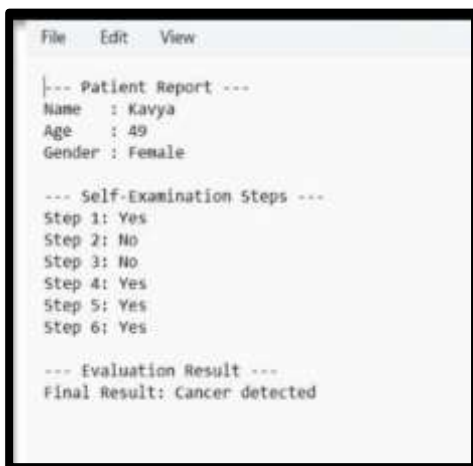 File Edit View
--- Patient Report ---
Name : Kavya
Age : 49
Gender : Female
--- Self-Examination Steps ---
Step 1: Yes
Step 2: No
Step 3: No
Step 4: Yes
Step 5: Yes
Step 6: Yes
--- Evaluation Result ---
Final Result: Cancer detected